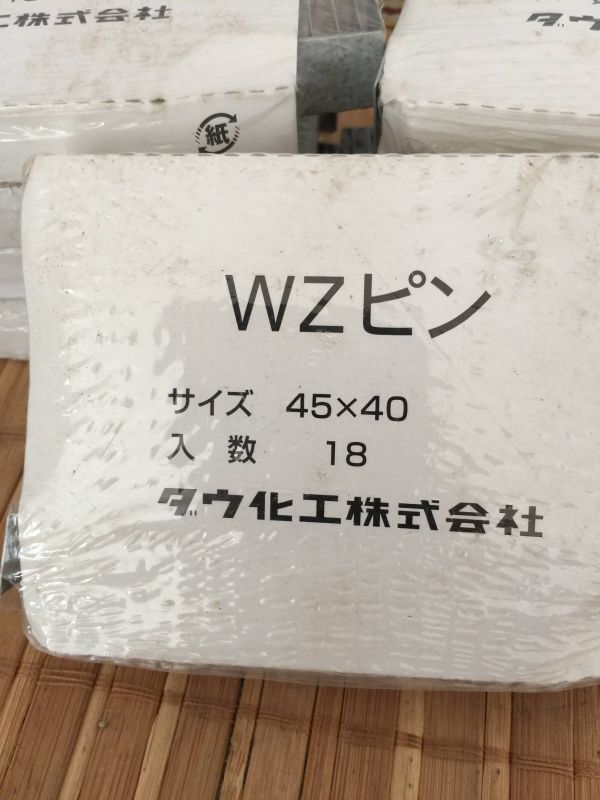 工株式会社
ダウ
紙
WZピン
サイズ 45×40
入数 18
ダウ化工株式会社